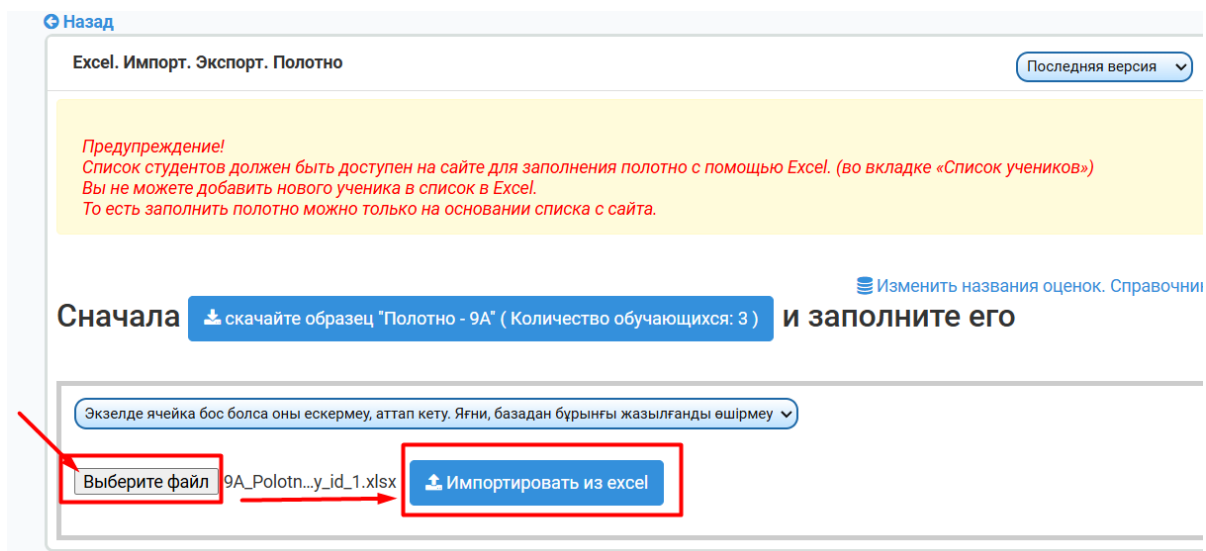 Назад
Excel. Импорт. Экспорт. Полотно
Последняя версия
Предупреждение!
Список студентов должен быть доступен на сайте для заполнения полотно с помощью Excel. (во вкладке «Список учеников»)
Вы не можете добавить нового ученика в список в Excel.
То есть заполнить полотно можно только на основании списка с сайта.
Изменить названия оценок. Справочник
Сначала скачайте образец "Полотно - 9А" ( Количество обучающихся: 3 ) и заполните его
Экзелде ячейка бос болса оны ескермеу, аттап кету. Яғни, базадан бұрынғы жазылғанды өшірмеу
Выберите файл 9A_Polotn...y_id_1.xlsx Импортировать из excel